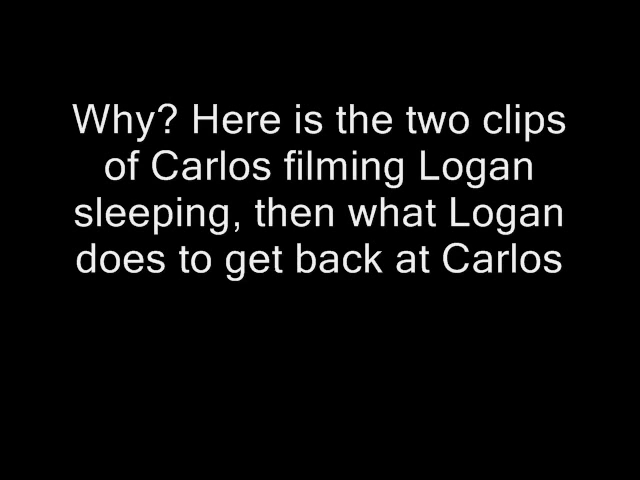 Why? Here is the two clips
of Carlos filming Logan
sleeping, then what Logan
does to get back at Carlos